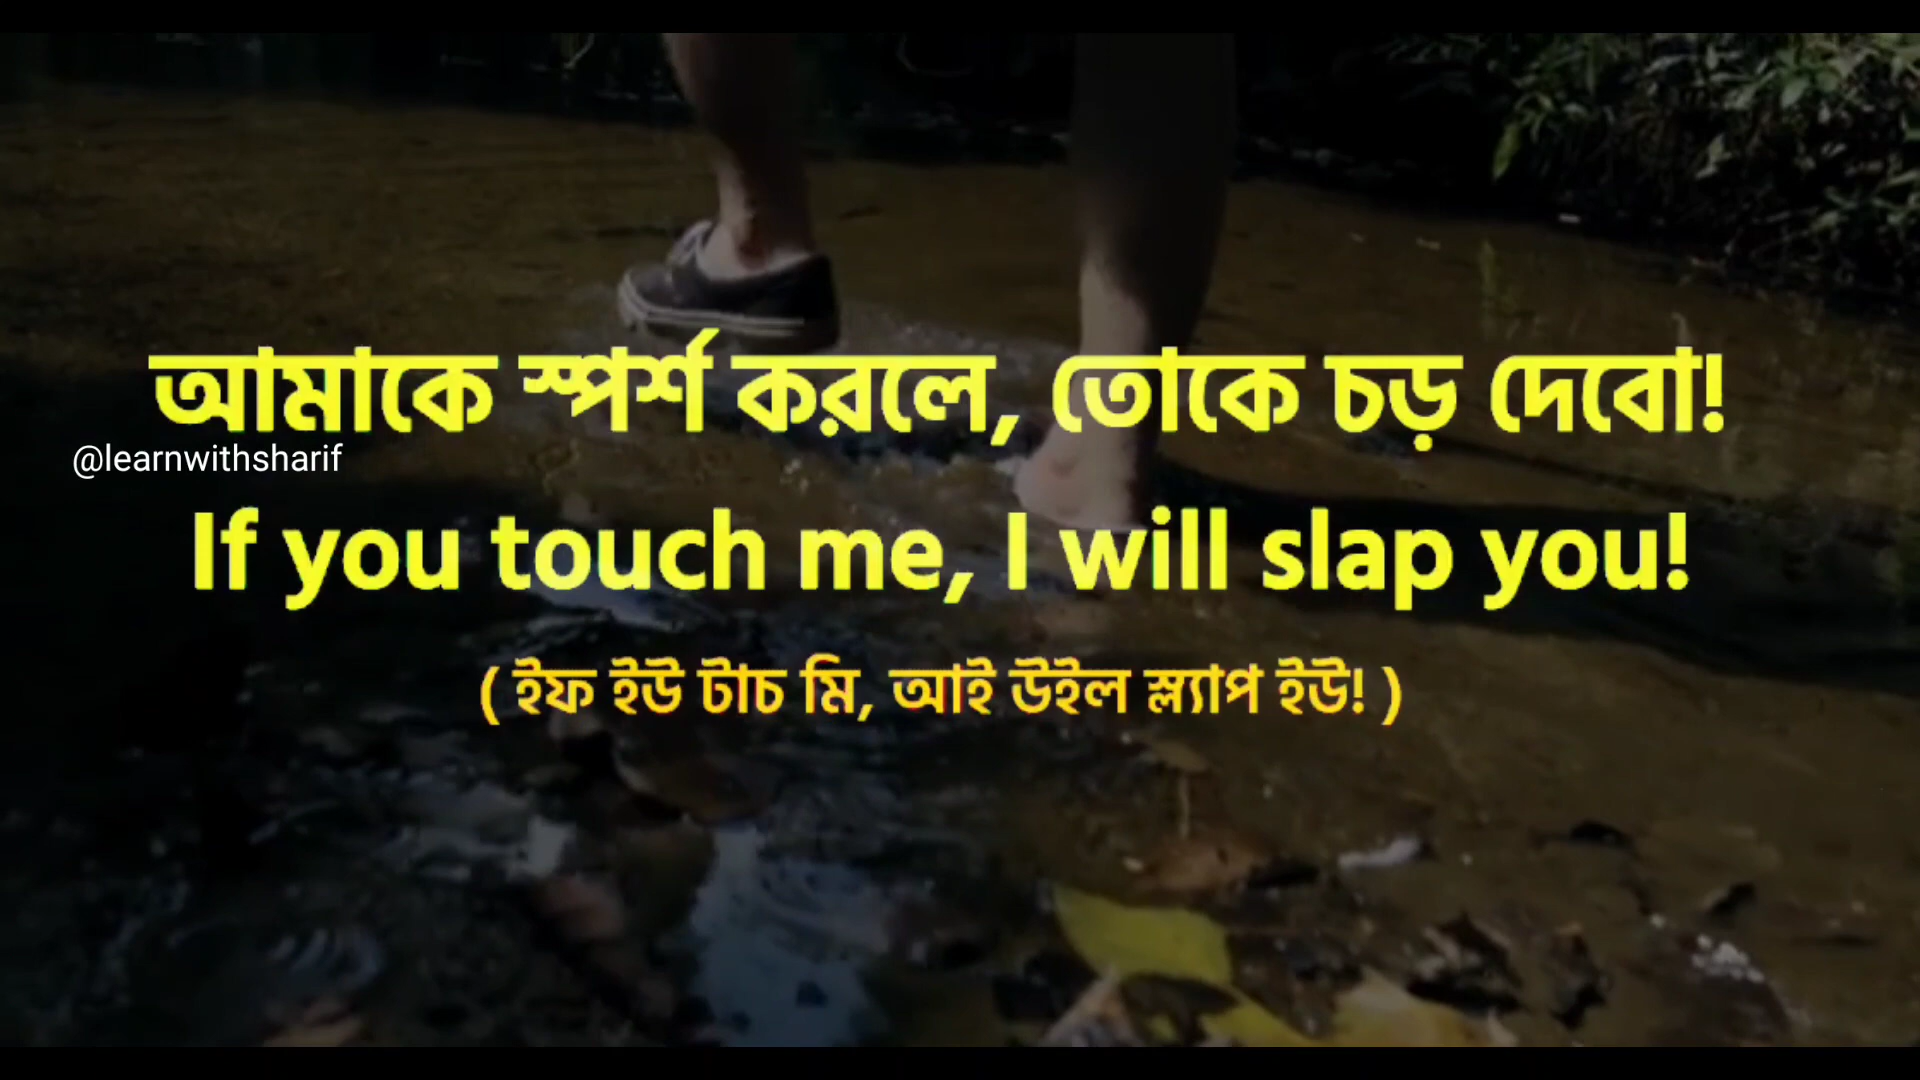 আমাকে স্পর্শ করলে, তোকে চড় দেবো!
@learnwithsharif
If you touch me, I will slap you!
( ইফ ইউ টাচ মি, আই উইল স্ল্যাপ ইউ! )